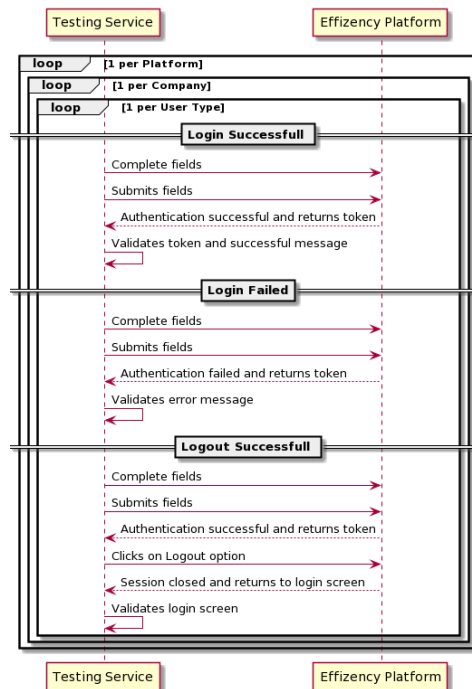 Testing Service
Effizency Platform
loop [1 per Platform]
loop [1 per Company]
loop [1 per User Type]
Login Successfull
Complete fields
Submits fields
Authentication successful and returns token
Validates token and successful message
Login Failed
Complete fields
Submits fields
Authentication failed and returns token
Validates error message
Logout Successfull
Complete fields
Submits fields
Authentication successful and returns token
Clicks on Logout option
Session closed and returns to login screen
Validates login screen
Testing Service
Effizency Platform